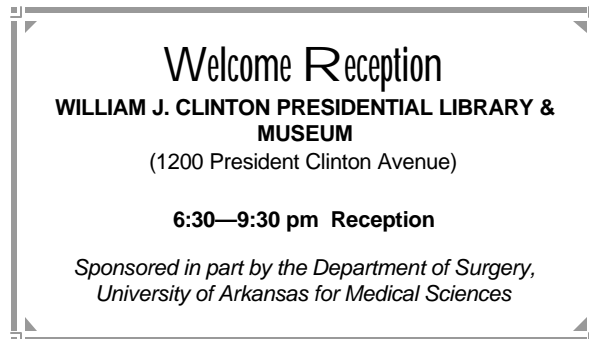 Welcome Reception
WILLIAM J. CLINTON PRESIDENTIAL LIBRARY &
MUSEUM
(1200 President Clinton Avenue)
6:30—9:30 pm  Reception
Sponsored in part by the Department of Surgery,
University of Arkansas for Medical Sciences